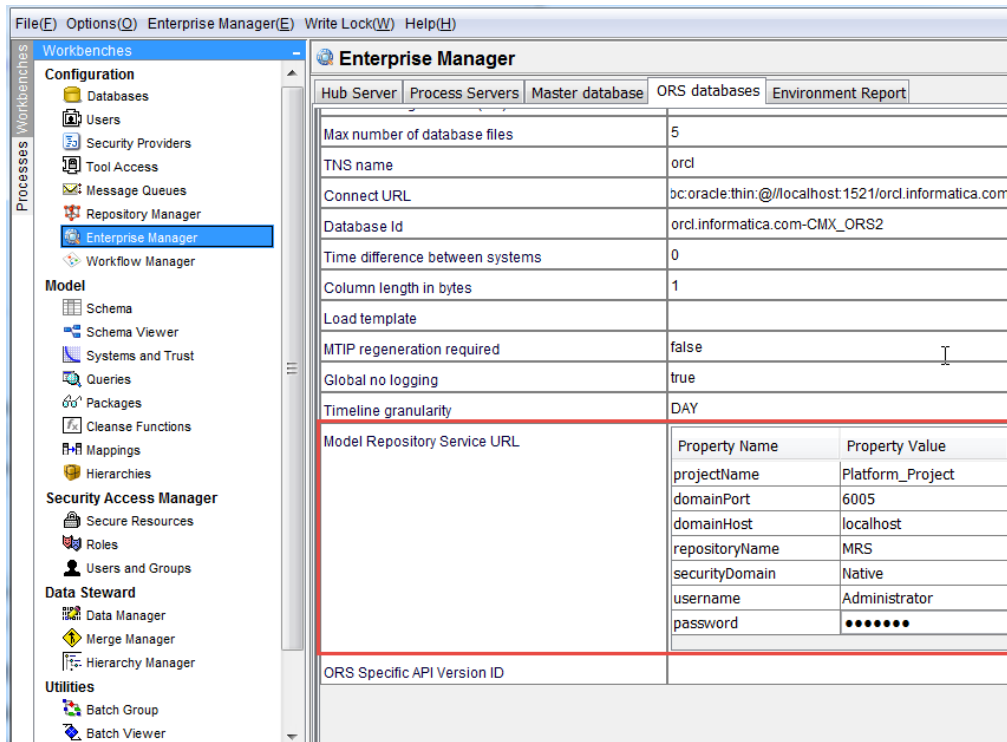 File(F) Options(O) Enterprise Manager(E) Write Lock(W) Help(H)
Workbenches
Processes
Workbenches
Configuration
Databases
Users
Security Providers
Tool Access
Message Queues
Repository Manager
Enterprise Manager
Workflow Manager
Model
Schema
Schema Viewer
Systems and Trust
Queries
Packages
Cleanse Functions
Mappings
Hierarchies
Security Access Manager
Secure Resources
Roles
Users and Groups
Data Steward
Data Manager
Merge Manager
Hierarchy Manager
Utilities
Batch Group
Batch Viewer
Enterprise Manager
Hub Server Process Servers Master database ORS databases Environment Report
Max number of database files 5
TNS name orcl
Connect URL bc:oracle:thin:@//localhost:1521/orcl.informatica.com
Database Id orcl.informatica.com-CMX_ORS2
Time difference between systems 0
Column length in bytes 1
Load template
MTIP regeneration required false
Global no logging true
Timeline granularity DAY
Model Repository Service URL
Property Name Property Value
projectName Platform_Project
domainPort 6005
domainHost localhost
repositoryName MRS
securityDomain Native
username Administrator
password ●●●●●●●
ORS Specific API Version ID